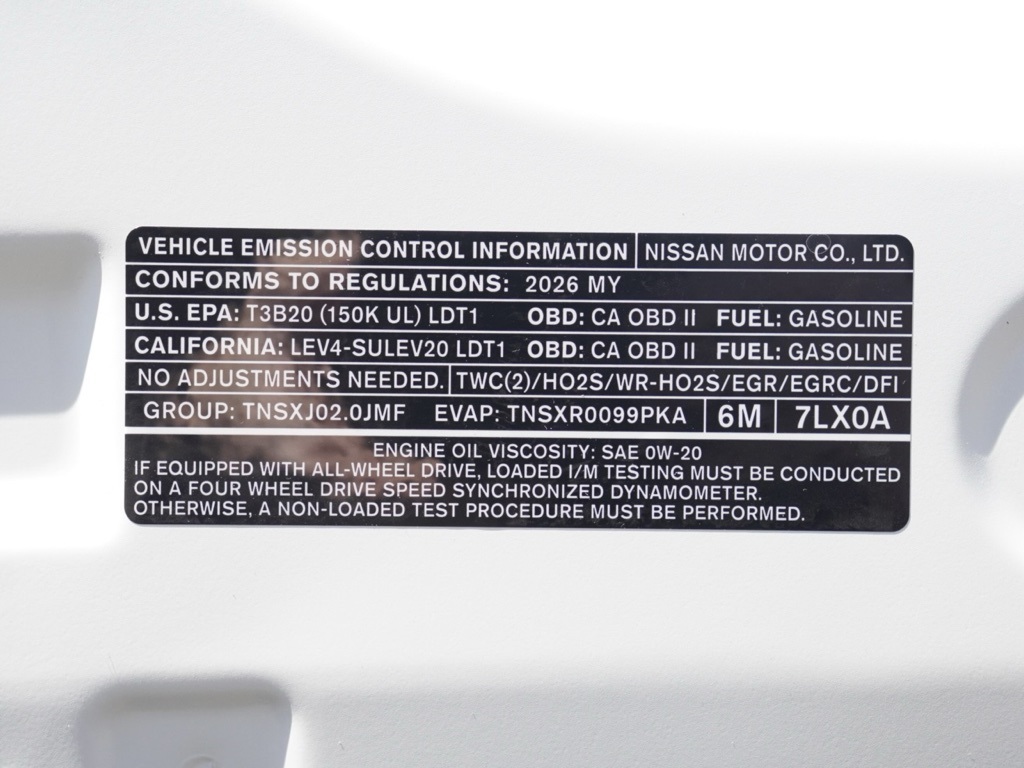 VEHICLE EMISSION CONTROL INFORMATION NISSAN MOTOR CO., LTD.
CONFORMS TO REGULATIONS: 2026 MY
U.S. EPA: T3B20 (150K UL) LDT1 OBD: CA OBD II FUEL: GASOLINE
CALIFORNIA: LEV4-SULEV20 LDT1 OBD: CA OBD II FUEL: GASOLINE
NO ADJUSTMENTS NEEDED. TWC(2)/HO2S/WR-HO2S/EGR/EGRC/DFI
GROUP: TNSXJ02.0JMF EVAP: TNSXR0099PKA 6M 7LX0A
ENGINE OIL VISCOSITY: SAE 0W-20
IF EQUIPPED WITH ALL-WHEEL DRIVE, LOADED I/M TESTING MUST BE CONDUCTED
ON A FOUR WHEEL DRIVE SPEED SYNCHRONIZED DYNAMOMETER.
OTHERWISE, A NON-LOADED TEST PROCEDURE MUST BE PERFORMED.